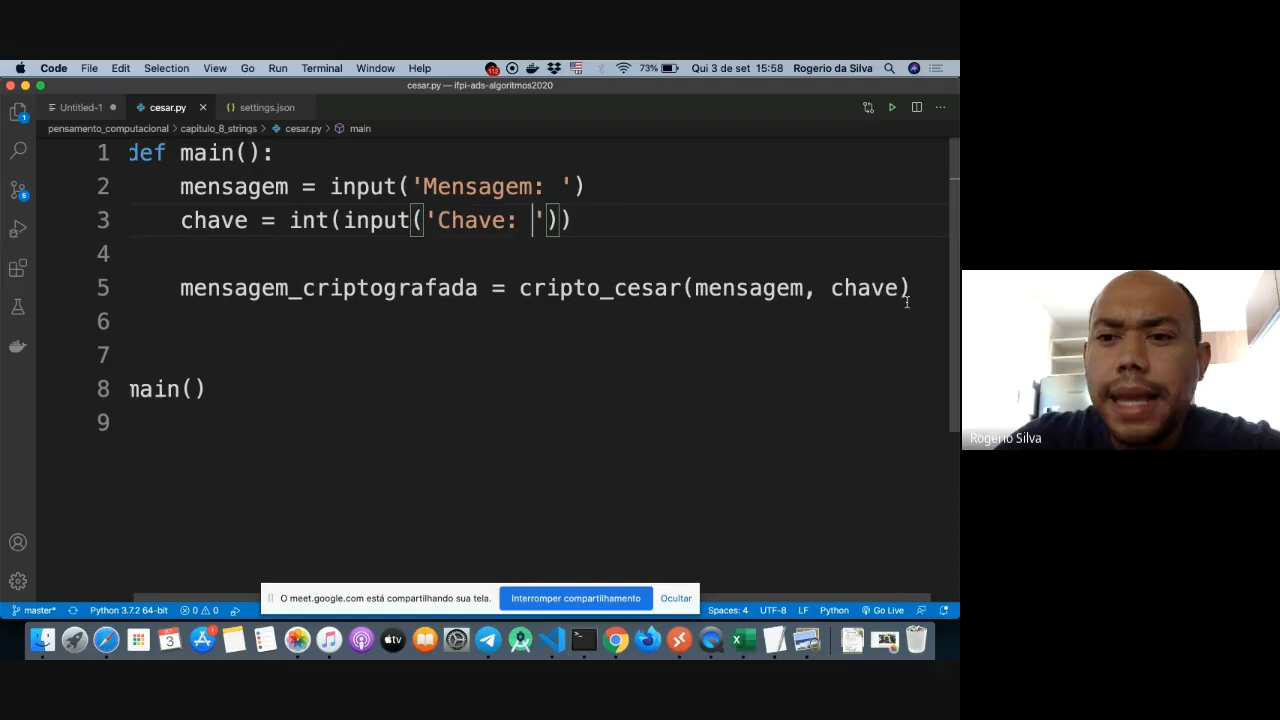 Code File Edit Selection View Go Run Terminal Window Help 73% Qui 3 de set 15:58 Rogerio da Silva
cesar.py — ifpi-ads-algoritmos2020
Untitled-1 cesar.py settings.json
pensamento_computacional > capitulo_8_strings > cesar.py > main
1 def main():
2 mensagem = input('Mensagem: ')
3 chave = int(input('Chave: '))
4
5 mensagem_criptografada = cripto_cesar(mensagem, chave)
6
7
8 main()
9
Rogerio Silva
O meet.google.com está compartilhando sua tela. Interromper compartilhamento Ocultar
master* Python 3.7.2 64-bit 0 0 Spaces: 4 UTF-8 LF Python Go Live